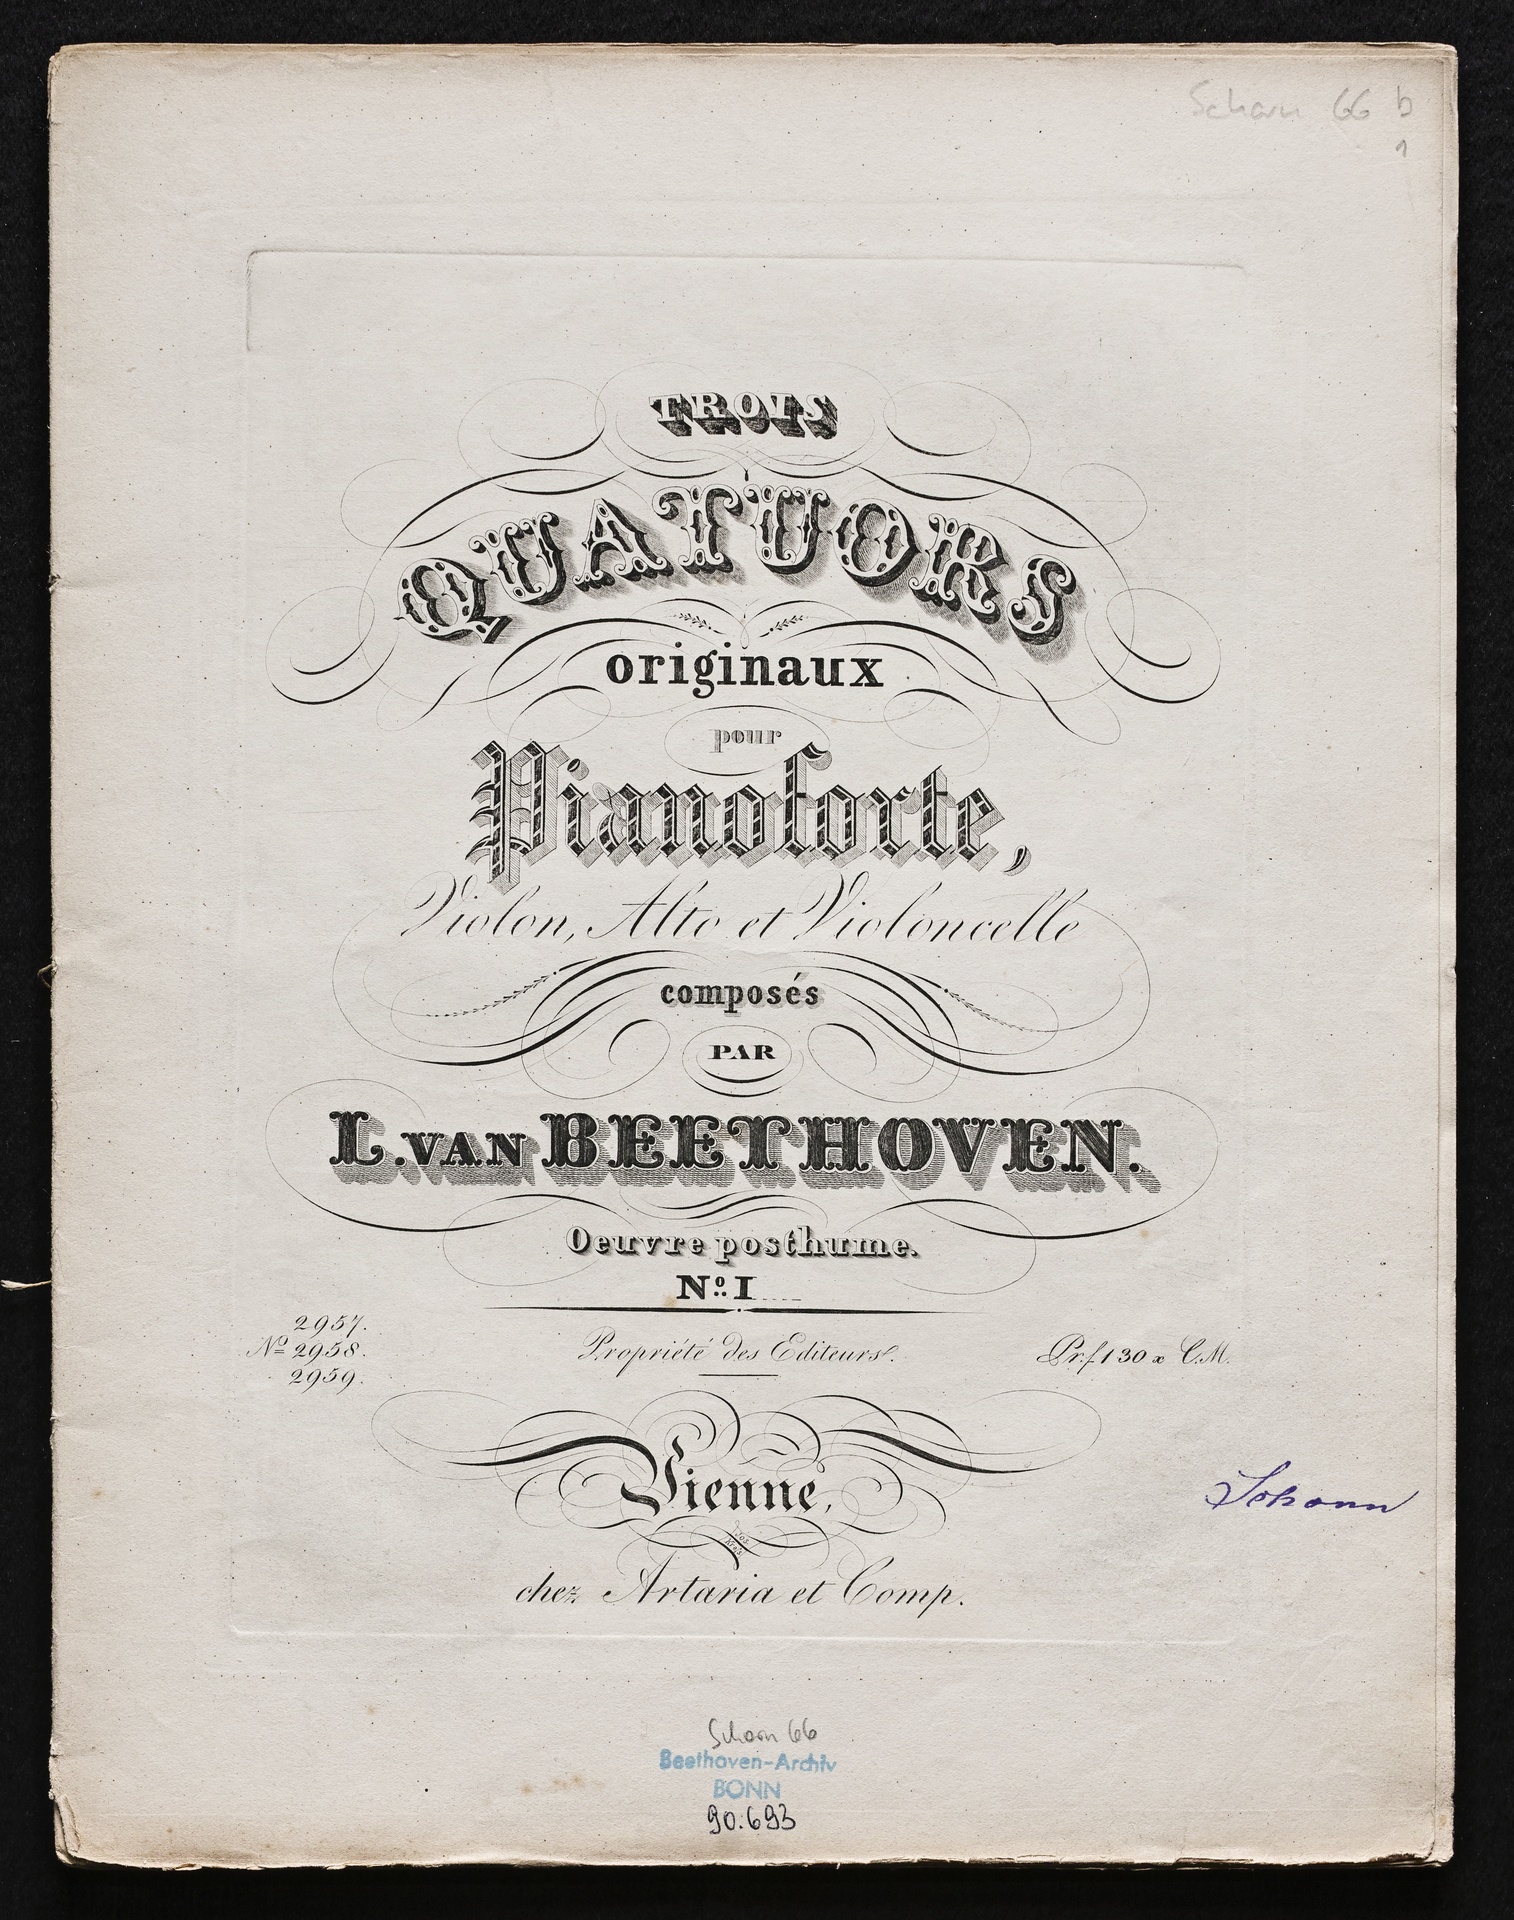 66 b
1
TROIS
QUATUORS
originaux
pour
Pianoforte,
Violon, Alto et Violoncelle
composés
PAR
L. VAN BEETHOVEN.
Oeuvre posthume.
No. I
2957.
No 2958.
2959.
Propriété des Editeurs.
Pr. f 1 30 x C.M.
Vienne,
chez Artaria et Comp.
66
Beethoven-Archiv
BONN
90.693